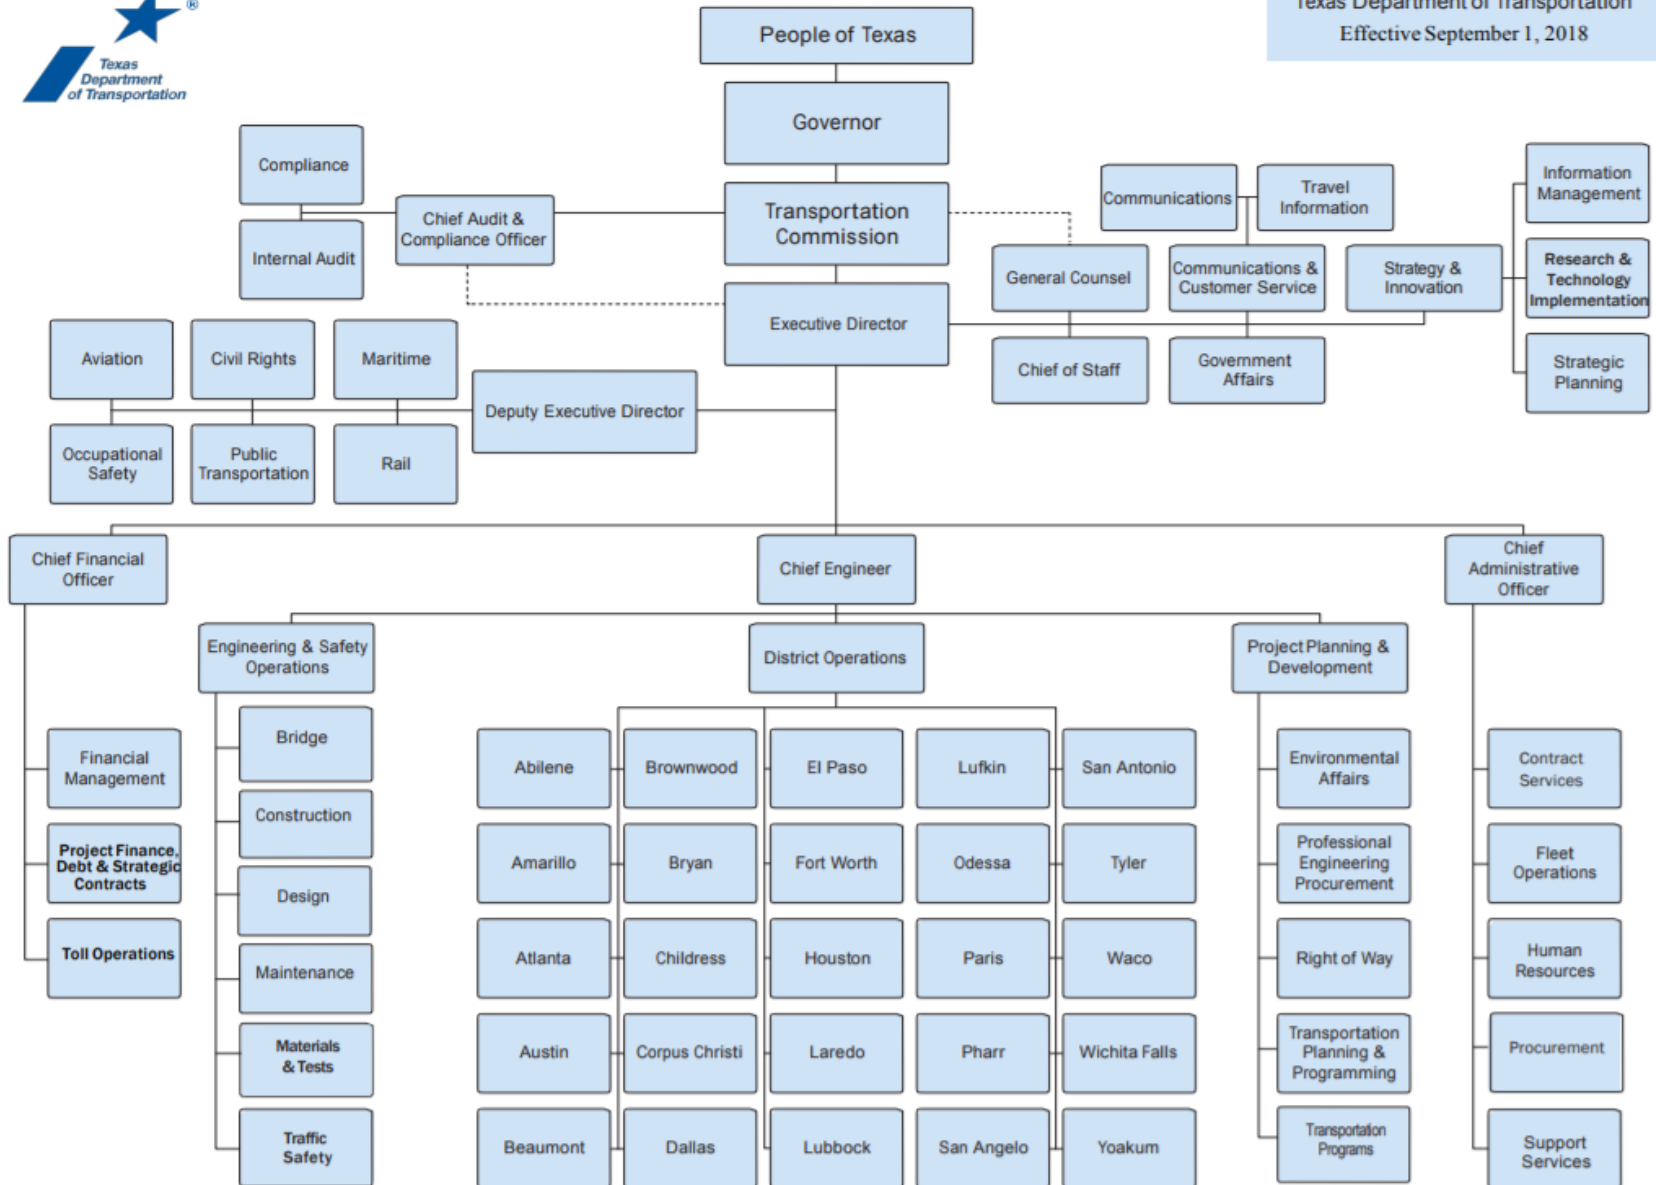 ®
Texas
Department
of Transportation
Texas Department of Transportation
Effective September 1, 2018
People of Texas
Governor
Transportation
Commission
Executive Director
Compliance
Internal Audit
Chief Audit &
Compliance Officer
General Counsel
Chief of Staff
Communications
Travel
Information
Communications &
Customer Service
Government
Affairs
Strategy &
Innovation
Information
Management
Research &
Technology
Implementation
Strategic
Planning
Aviation
Civil Rights
Maritime
Occupational
Safety
Public
Transportation
Rail
Deputy Executive Director
Chief Financial
Officer
Chief Engineer
Chief
Administrative
Officer
Financial
Management
Project Finance,
Debt & Strategic
Contracts
Toll Operations
Engineering & Safety
Operations
Bridge
Construction
Design
Maintenance
Materials
& Tests
Traffic
Safety
District Operations
Abilene
Brownwood
El Paso
Lufkin
San Antonio
Amarillo
Bryan
Fort Worth
Odessa
Tyler
Atlanta
Childress
Houston
Paris
Waco
Austin
Corpus Christi
Laredo
Pharr
Wichita Falls
Beaumont
Dallas
Lubbock
San Angelo
Yoakum
Project Planning &
Development
Environmental
Affairs
Professional
Engineering
Procurement
Right of Way
Transportation
Planning &
Programming
Transportation
Programs
Contract
Services
Fleet
Operations
Human
Resources
Procurement
Support
Services